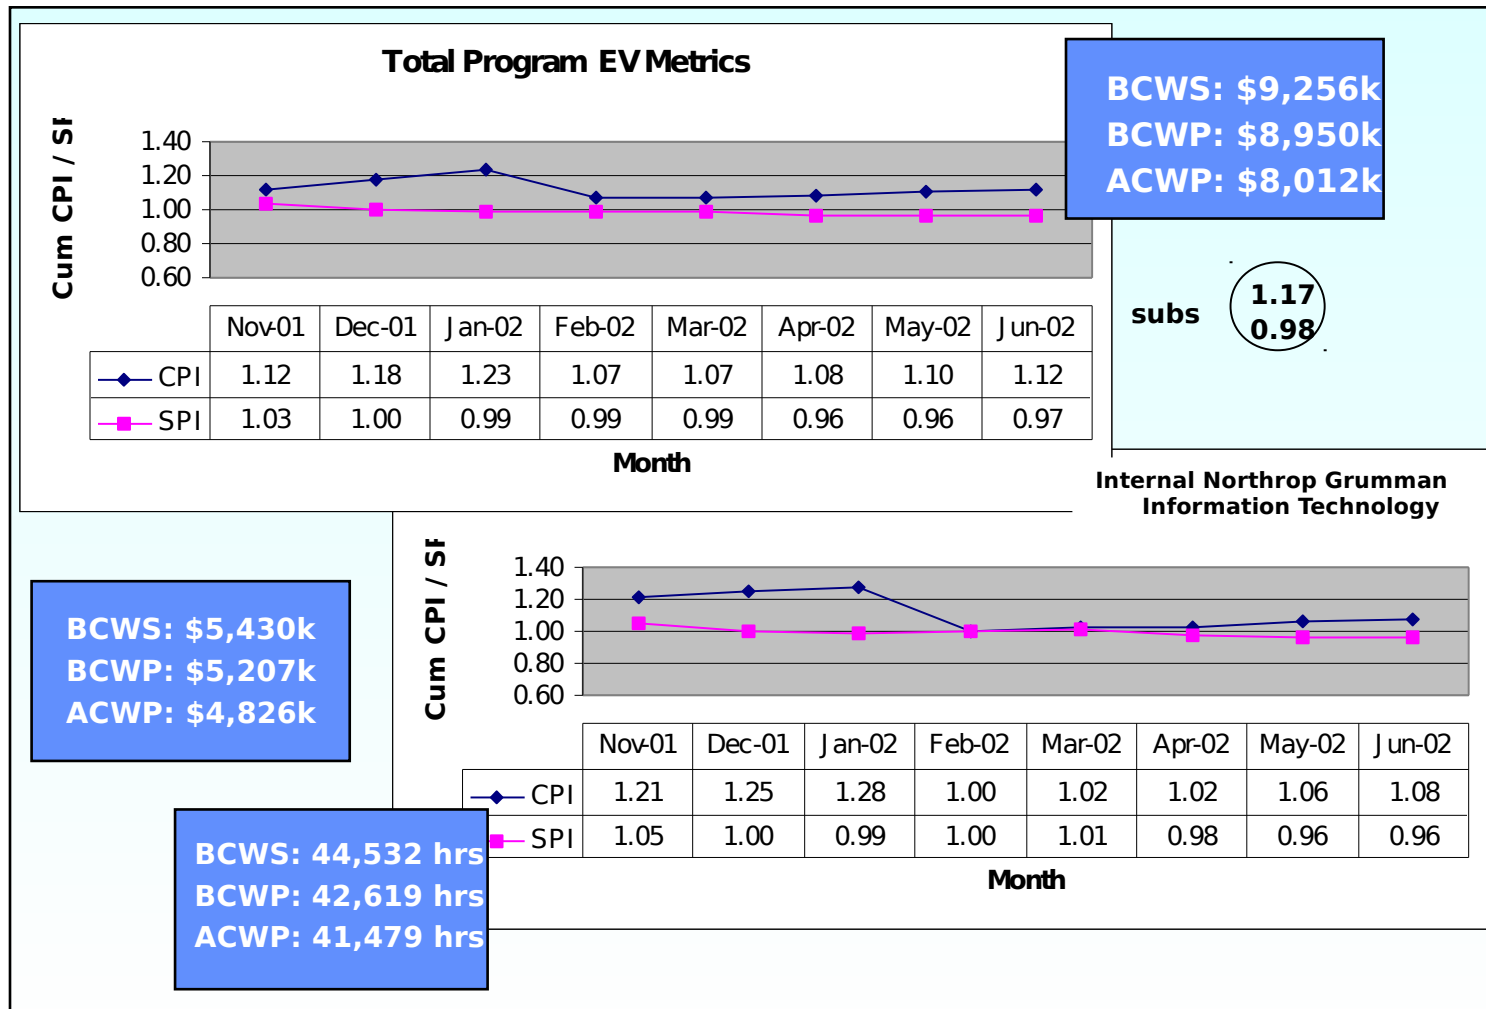 Total Program EV Metrics
BCWS: $9,256k
BCWP: $8,950k
ACWP: $8,012k
Cum CPI / SP
1.40
1.20
1.00
0.80
0.60
Nov-01 Dec-01 Jan-02 Feb-02 Mar-02 Apr-02 May-02 Jun-02
CPI 1.12 1.18 1.23 1.07 1.07 1.08 1.10 1.12
SPI 1.03 1.00 0.99 0.99 0.99 0.96 0.96 0.97
Month
subs
1.17
0.98
Internal Northrop Grumman
Information Technology
BCWS: $5,430k
BCWP: $5,207k
ACWP: $4,826k
Cum CPI / SP
1.40
1.20
1.00
0.80
0.60
Nov-01 Dec-01 Jan-02 Feb-02 Mar-02 Apr-02 May-02 Jun-02
CPI 1.21 1.25 1.28 1.00 1.02 1.02 1.06 1.08
SPI 1.05 1.00 0.99 1.00 1.01 0.98 0.96 0.96
Month
BCWS: 44,532 hrs
BCWP: 42,619 hrs
ACWP: 41,479 hrs